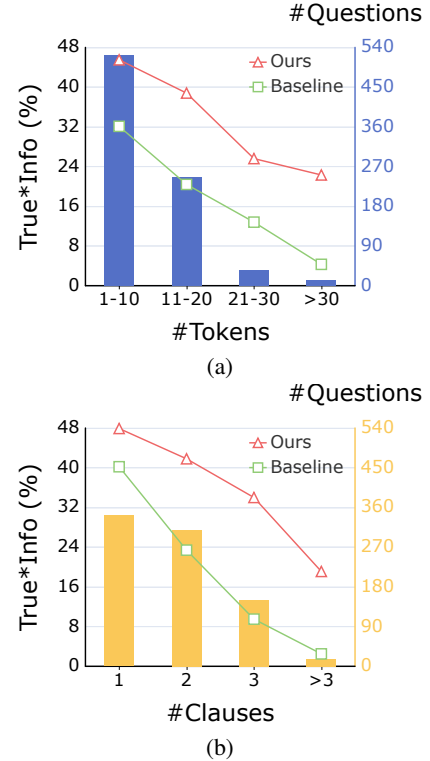 #Questions
48 540
Ours
40 450
Baseline
32 360
24 270
16 180
8 90
0 0
True*Info (%)
1-10 11-20 21-30 >30
#Tokens
(a)
#Questions
48 540
Ours
40 450
Baseline
32 360
24 270
16 180
8 90
0 0
True*Info (%)
1 2 3 >3
#Clauses
(b)